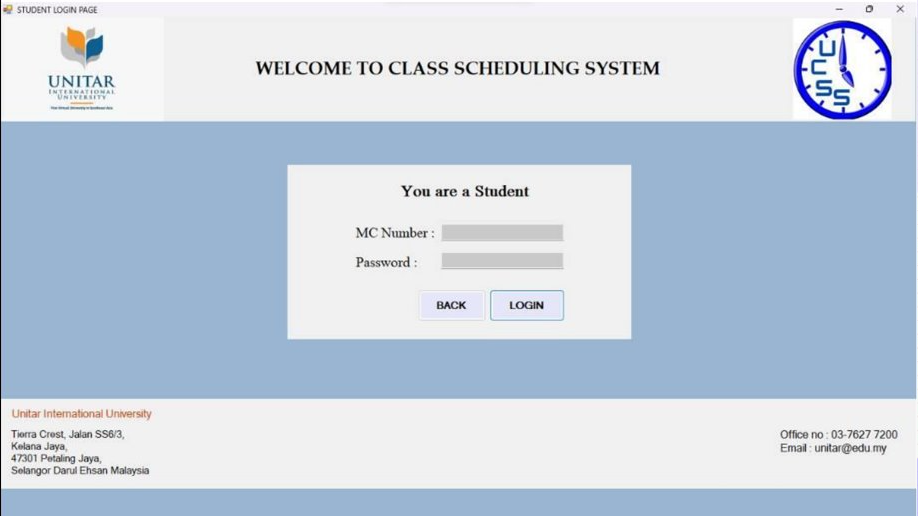 STUDENT LOGIN PAGE
UNITAR
INTERNATIONAL
UNIVERSITY
WELCOME TO CLASS SCHEDULING SYSTEM
UCSS
You are a Student
MC Number :
Password :
BACK
LOGIN
Unitar International University
Tierra Crest, Jalan SS6/3,
Kelana Jaya,
47301 Petaling Jaya,
Selangor Darul Ehsan Malaysia
Office no : 03-7627 7200
Email : unitar@edu.my